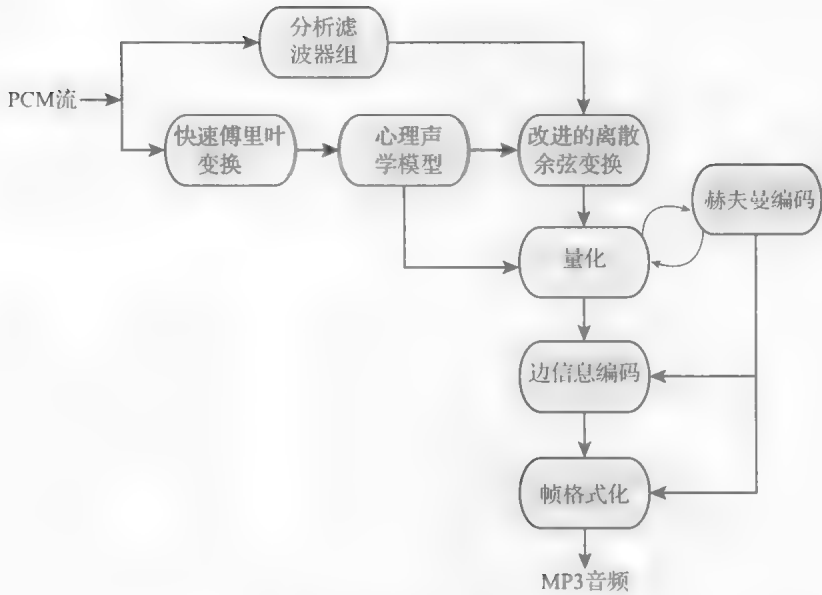 分析滤
波器组
PCM流
快速傅里叶
变换
心理声
学模型
改进的离散
余弦变换
赫夫曼编码
量化
边信息编码
帧格式化
MP3音频